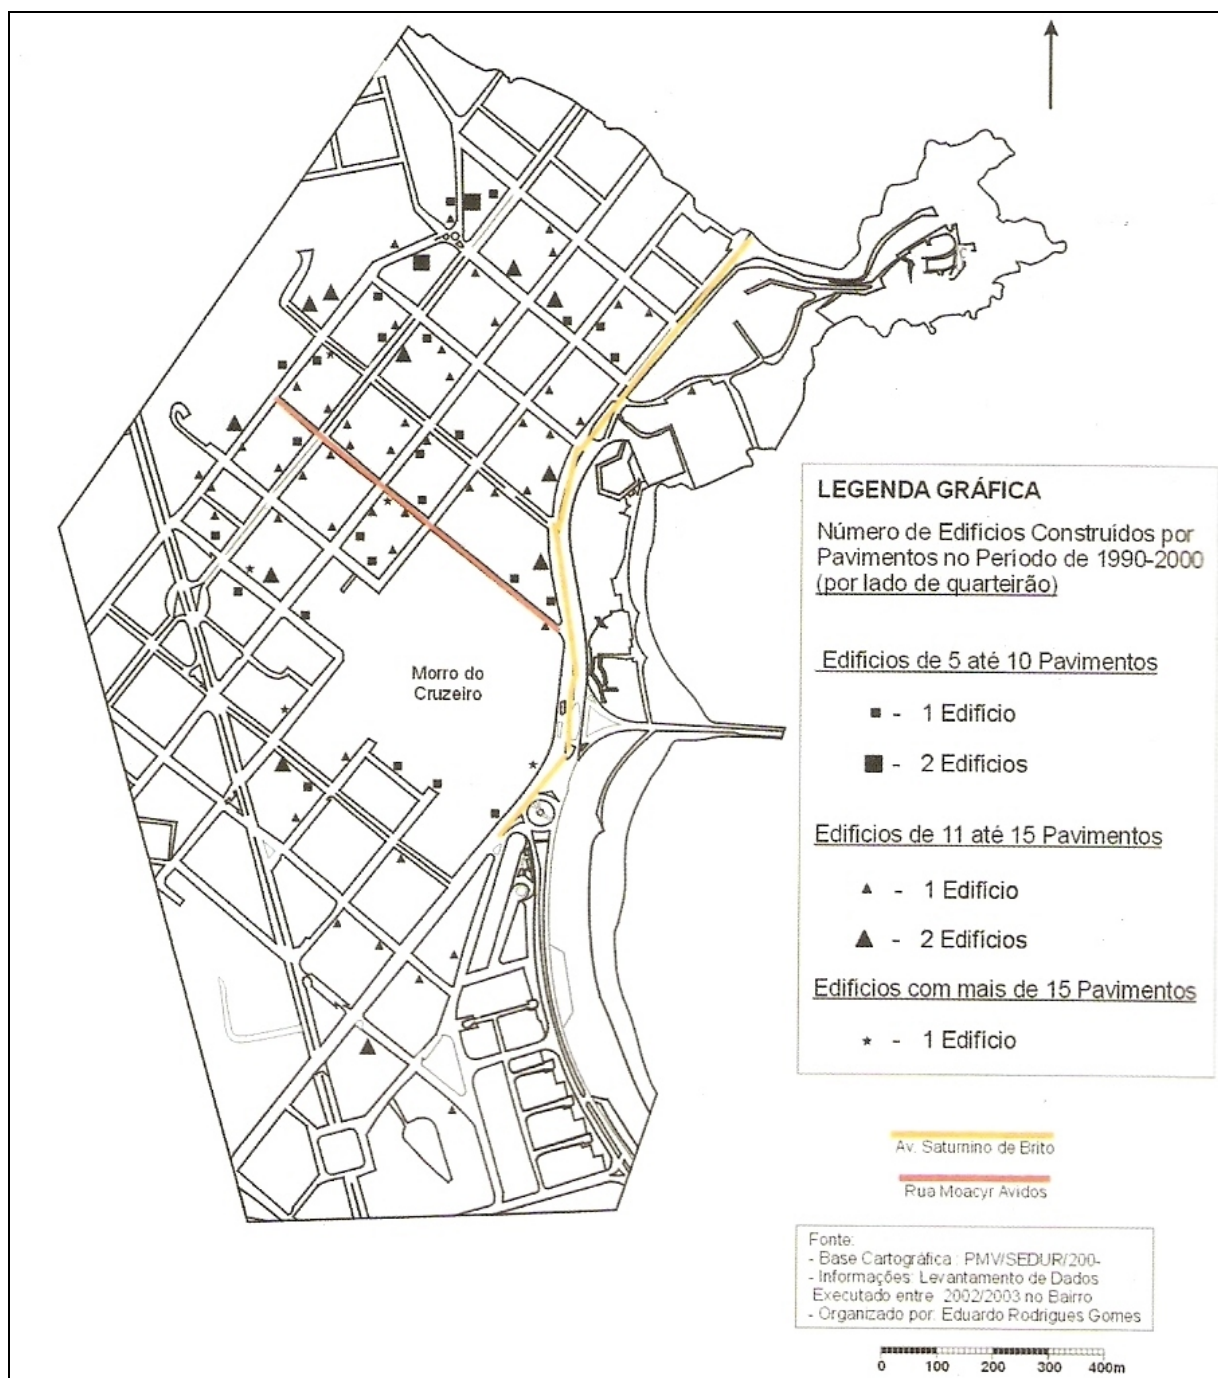 Morro do
Cruzeiro
LEGENDA GRÁFICA
Número de Edifícios Construídos por
Pavimentos no Período de 1990-2000
(por lado de quarteirão)
Edifícios de 5 até 10 Pavimentos
- 1 Edifício
- 2 Edifícios
Edifícios de 11 até 15 Pavimentos
- 1 Edifício
- 2 Edifícios
Edifícios com mais de 15 Pavimentos
- 1 Edifício
Av. Saturnino de Brito
Rua Moacyr Avidos
Fonte:
- Base Cartográfica : PMV/SEDUR/200-
- Informações: Levantamento de Dados
Executado entre 2002/2003 no Bairro
- Organizado por: Eduardo Rodrigues Gomes
0 100 200 300 400m